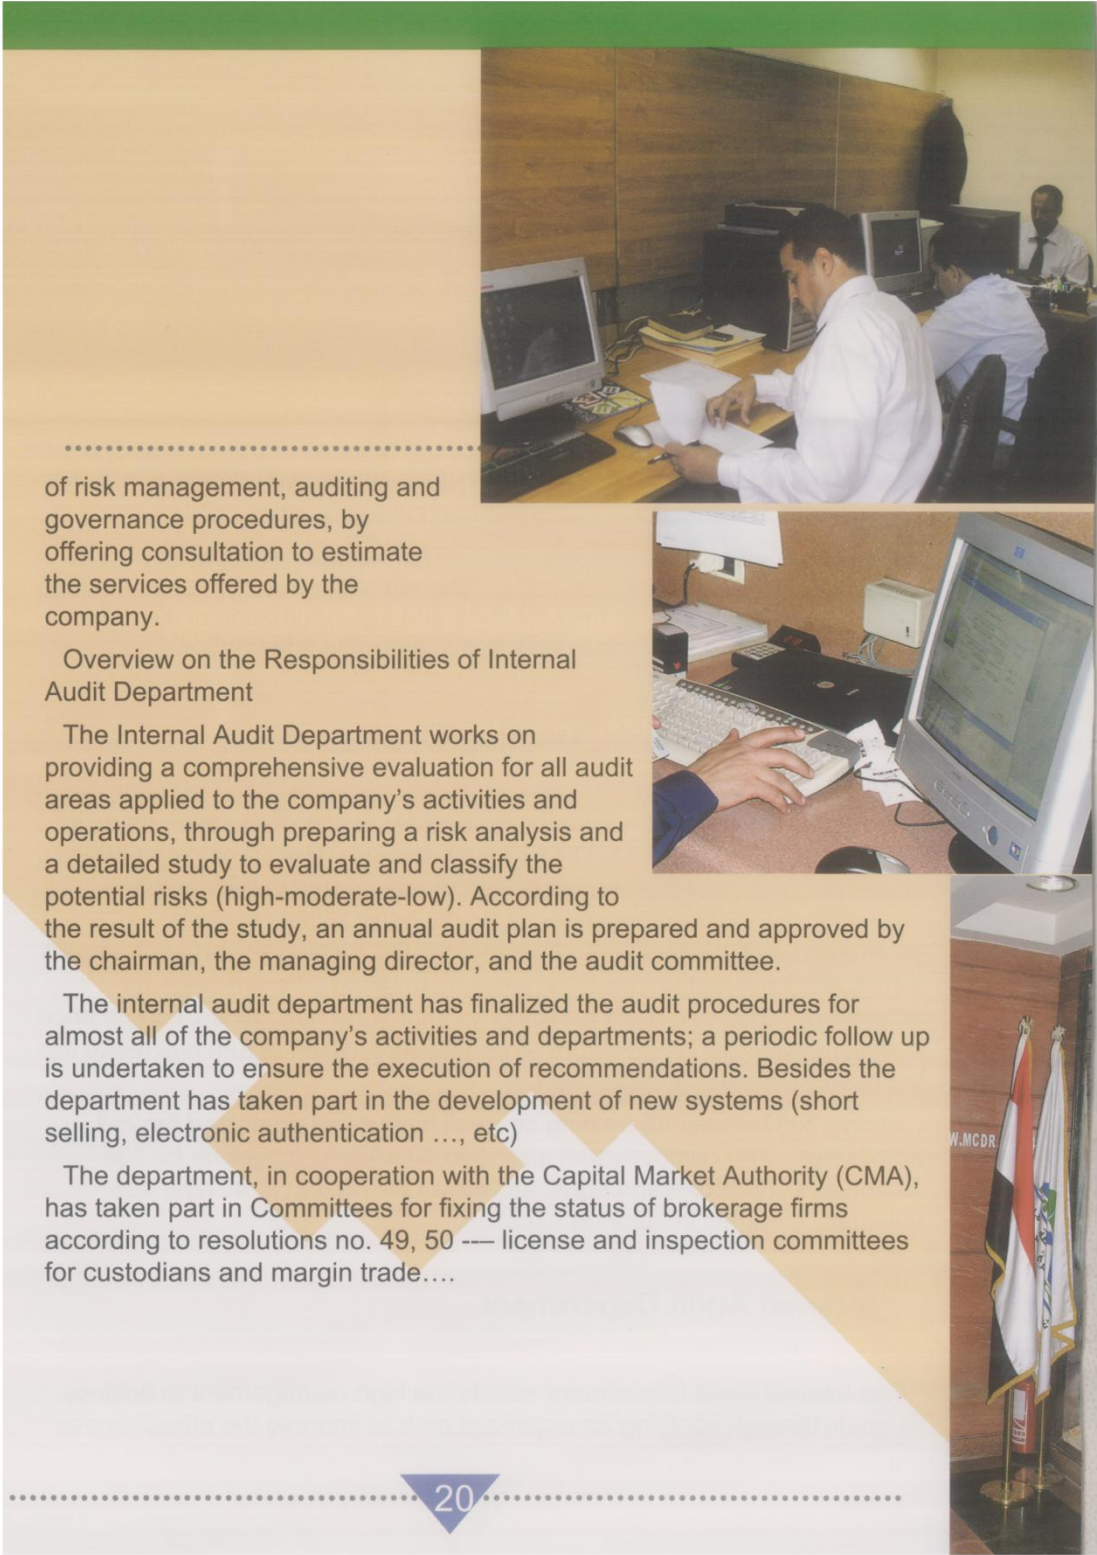 of risk management, auditing and
governance procedures, by
offering consultation to estimate
the services offered by the
company.
Overview on the Responsibilities of Internal
Audit Department
The Internal Audit Department works on
providing a comprehensive evaluation for all audit
areas applied to the company's activities and
operations, through preparing a risk analysis and
a detailed study to evaluate and classify the
potential risks (high-moderate-low). According to
the result of the study, an annual audit plan is prepared and approved by
the chairman, the managing director, and the audit committee.
The internal audit department has finalized the audit procedures for
almost all of the company's activities and departments; a periodic follow up
is undertaken to ensure the execution of recommendations. Besides the
department has taken part in the development of new systems (short
selling, electronic authentication ..., etc)
The department, in cooperation with the Capital Market Authority (CMA),
has taken part in Committees for fixing the status of brokerage firms
according to resolutions no. 49, 50 ---– license and inspection committees
for custodians and margin trade....
W.MCDR
20